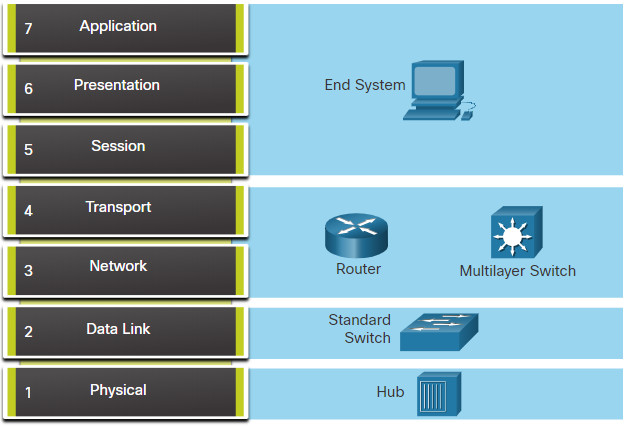 7 Application
6 Presentation
End System
5 Session
4 Transport
3 Network
Router
Multilayer Switch
2 Data Link
Standard
Switch
1 Physical
Hub